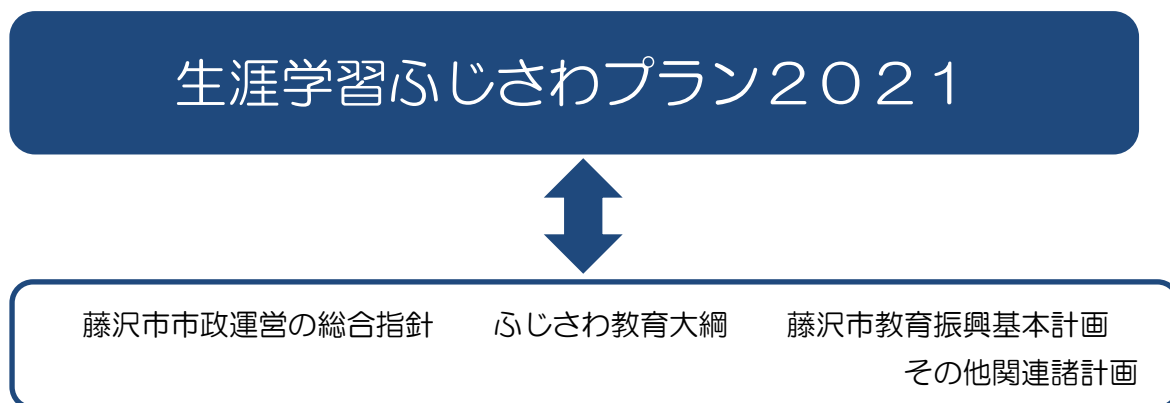 生涯学習ふじさわプラン２０２１
藤沢市市政運営の総合指針　　ふじさわ教育大綱　　藤沢市教育振興基本計画
その他関連諸計画